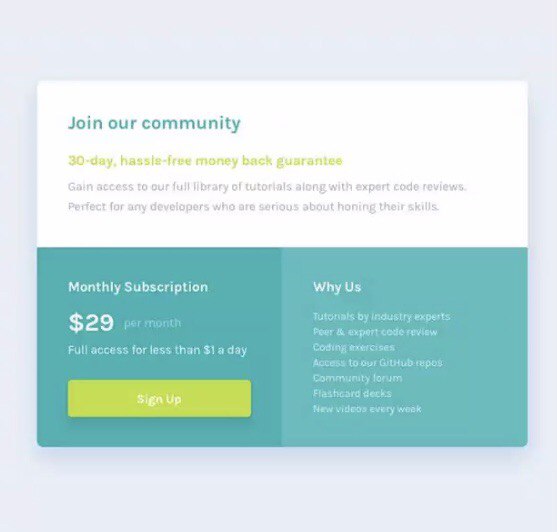 Join our community
30-day, hassle-free money back guarantee
Gain access to our full library of tutorials along with expert code reviews.
Perfect for any developers who are serious about honing their skills.
Monthly Subscription
$29 per month
Full access for less than $1 a day
Sign Up
Why Us
Tutorials by industry experts
Peer & expert code review
Coding exercises
Access to our GitHub repos
Community forum
Flashcard decks
New videos every week